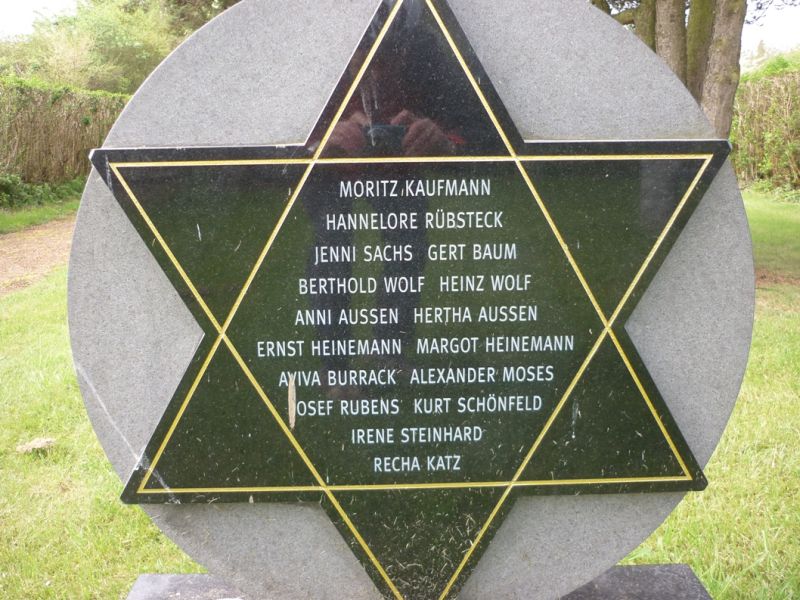 MORITZ KAUFMANN
HANNELORE RÜBSTECK
JENNI SACHS GERT BAUM
BERTHOLD WOLF HEINZ WOLF
ANNI AUSSEN HERTHA AUSSEN
ERNST HEINEMANN MARGOT HEINEMANN
AVIVA BURRACK ALEXANDER MOSES
JOSEF RUBENS KURT SCHÖNFELD
IRENE STEINHARD
RECHA KATZ